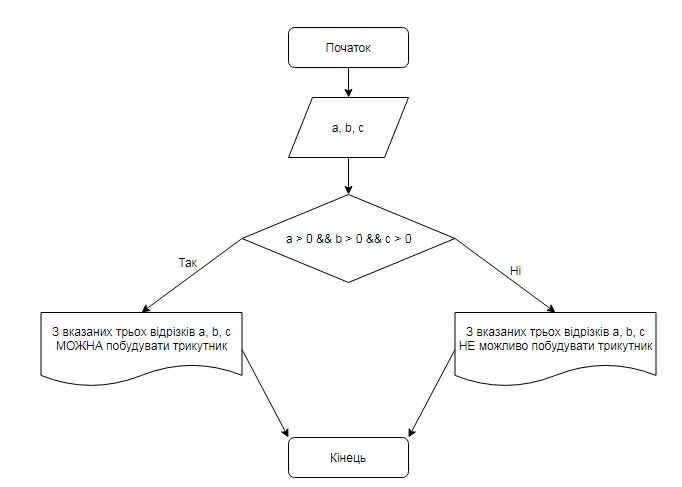 Початок
a, b, c
a > 0 && b > 0 && c > 0
Так
Ні
З вказаних трьох відрізків a, b, c
МОЖНА побудувати трикутник
З вказаних трьох відрізків a, b, c
НЕ можливо побудувати трикутник
Кінець